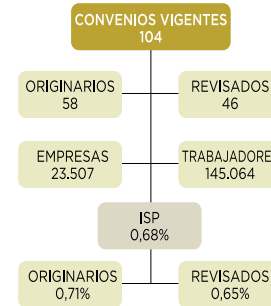 CONVENIOS VIGENTES
104
ORIGINARIOS
58
REVISADOS
46
EMPRESAS
23.507
TRABAJADORE
145.064
ISP
0,68%
ORIGINARIOS
0,71%
REVISADOS
0,65%